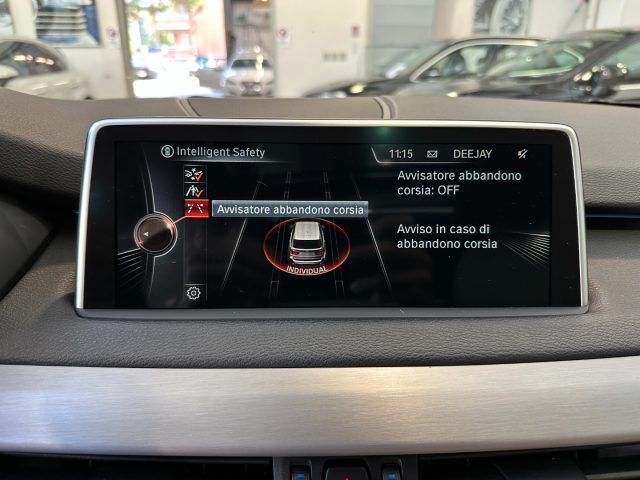 Intelligent Safety
11:15
DEEJAY
Avvisatore abbandono
corsia: OFF
Avvisatore abbandono corsia
Avviso in caso di
abbandono corsia
INDIVIDUAL